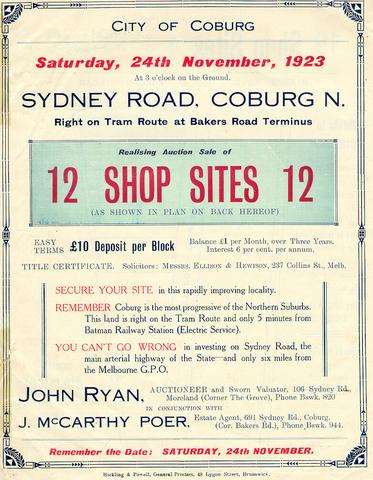 CITY OF COBURG
Saturday, 24th November, 1923
At 3 o'clock on the Ground.
SYDNEY ROAD, COBURG N.
Right on Tram Route at Bakers Road Terminus
Realising Auction Sale of
12 SHOP SITES 12
(AS SHOWN IN PLAN ON BACK HEREOF)
EASY TERMS £10 Deposit per Block Balance £1 per Month, over Three Years.
Interest 6 per cent. per annum.
TITLE CERTIFICATE. Solicitors: MESSRS. ELLISON & HEWISON, 237 Collins St., Melb.
SECURE YOUR SITE in this rapidly improving locality.
REMEMBER Coburg is the most progressive of the Northern Suburbs.
This land is right on the Tram Route and only 5 minutes from
Batman Railway Station (Electric Service).
YOU CAN'T GO WRONG in investing on Sydney Road, the
main arterial highway of the State—and only six miles from
the Melbourne G.P.O.
JOHN RYAN, AUCTIONEER and Sworn Valuator, 106 Sydney Rd.,
Moreland (Corner The Grove), Phone Bswk. 820
IN CONJUNCTION WITH
J. McCARTHY POER, Estate Agent, 691 Sydney Rd., Coburg.
(Cor. Bakers Rd.), Phone Bswk. 944.
Remember the Date: SATURDAY, 24th NOVEMBER.
Hickling & Powell, General Printers, 48 Lygon Street, Brunswick.